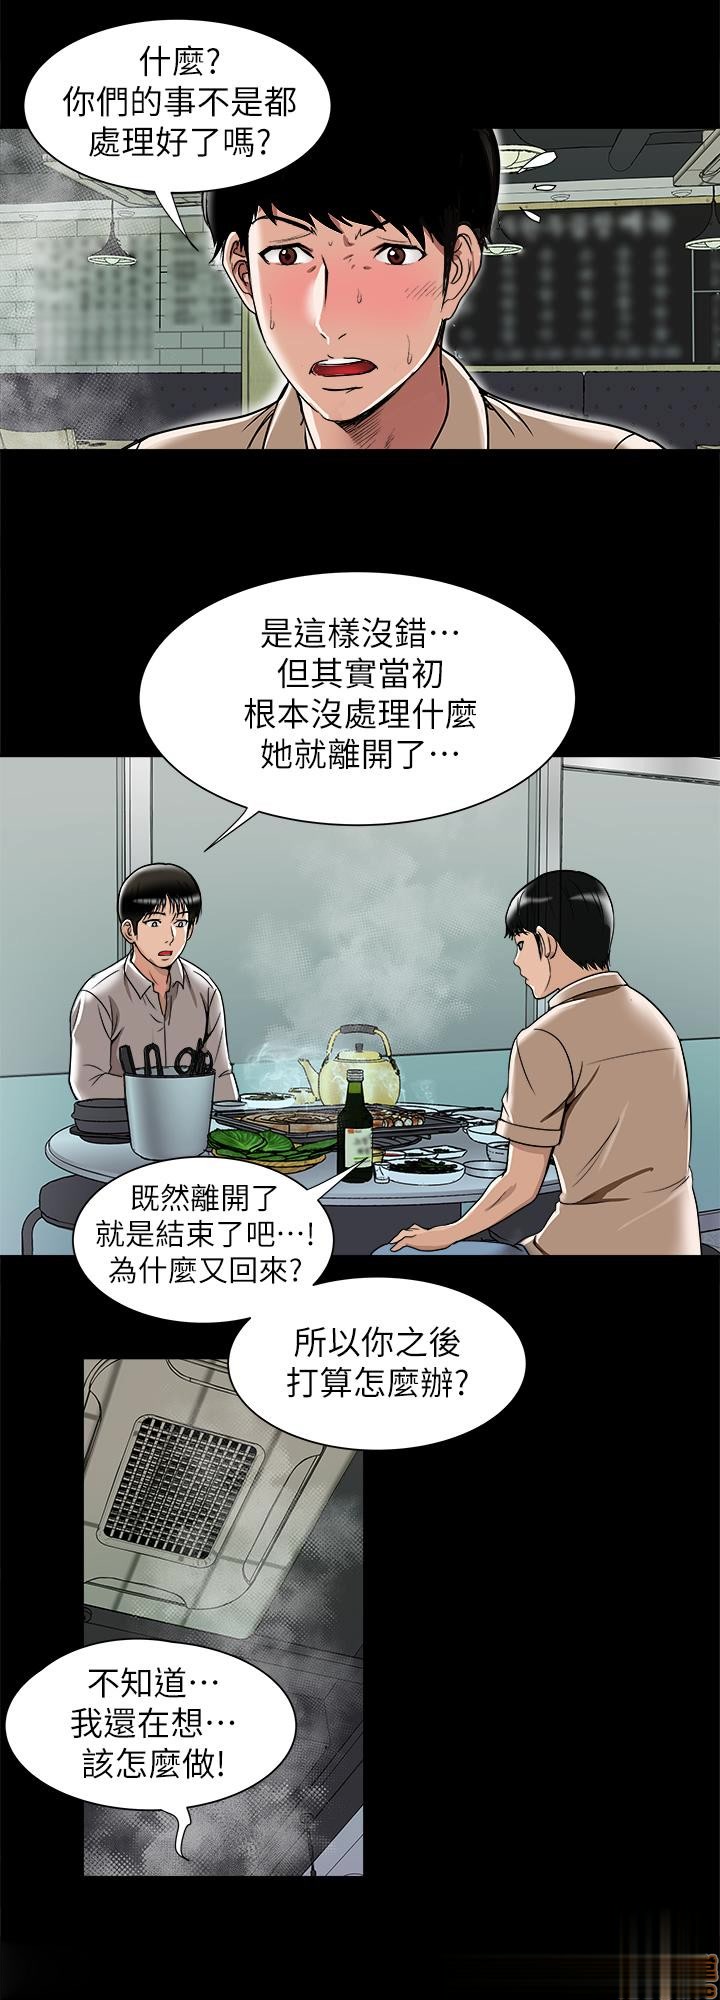 什麼?
你們的事不是都
處理好了嗎?
是這樣沒錯…
但其實當初
根本沒處理什麼
她就離開了…
既然離開了
就是結束了吧…!
為什麼又回來?
所以你之後
打算怎麼辦?
不知道…
我還在想…
該怎麼做!